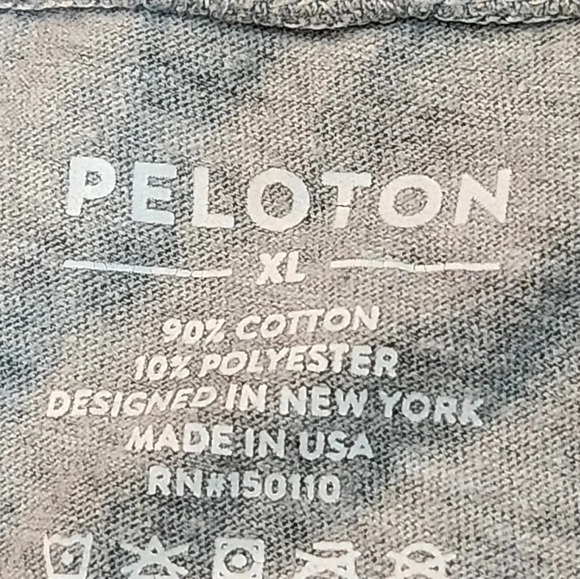 PELOTON
XL
90% COTTON
10% POLYESTER
DESIGNED IN NEW YORK
MADE IN USA
RN#150110